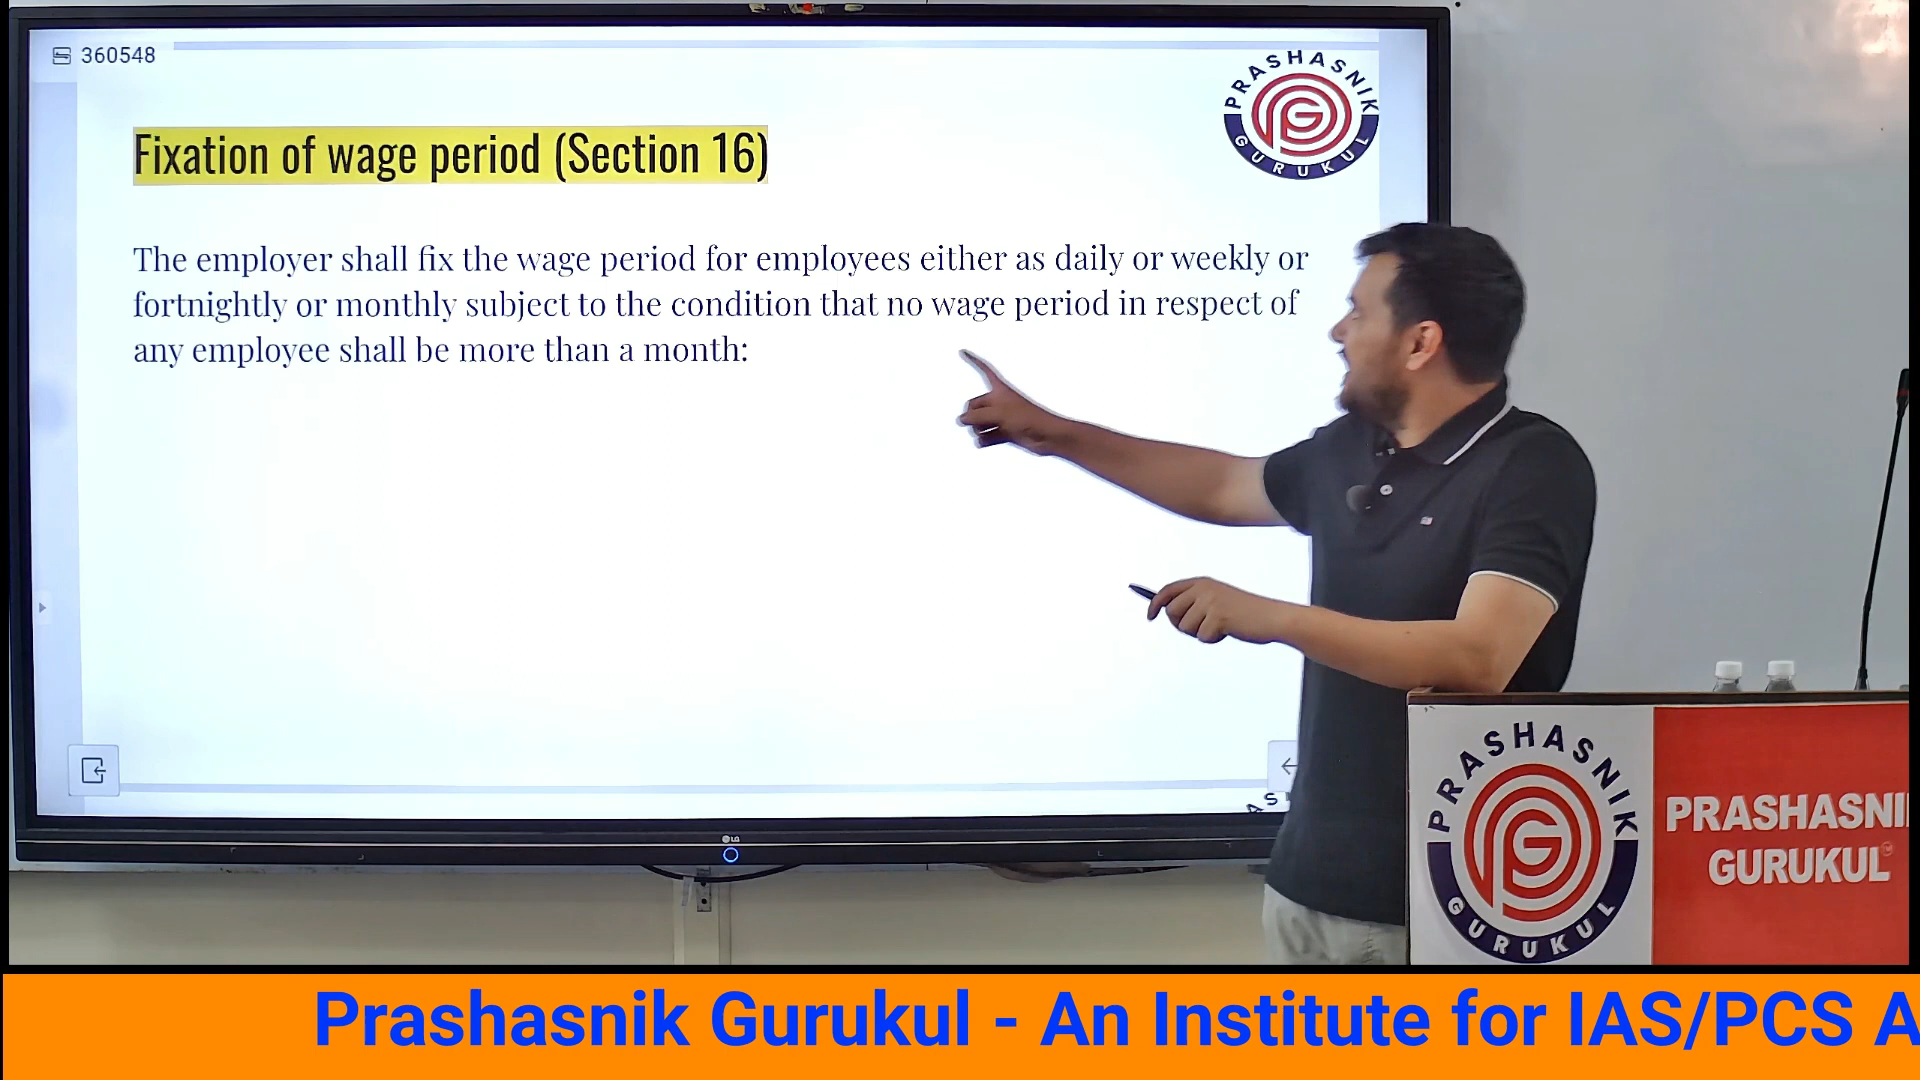 360548
PRASHASNIK
GURUKUL
Fixation of wage period (Section 16)
The employer shall fix the wage period for employees either as daily or weekly or
fortnightly or monthly subject to the condition that no wage period in respect of
any employee shall be more than a month:
LG
PRASHASNIK
GURUKUL
PRASHASNI
GURUKUL
Prashasnik Gurukul - An Institute for IAS/PCS A